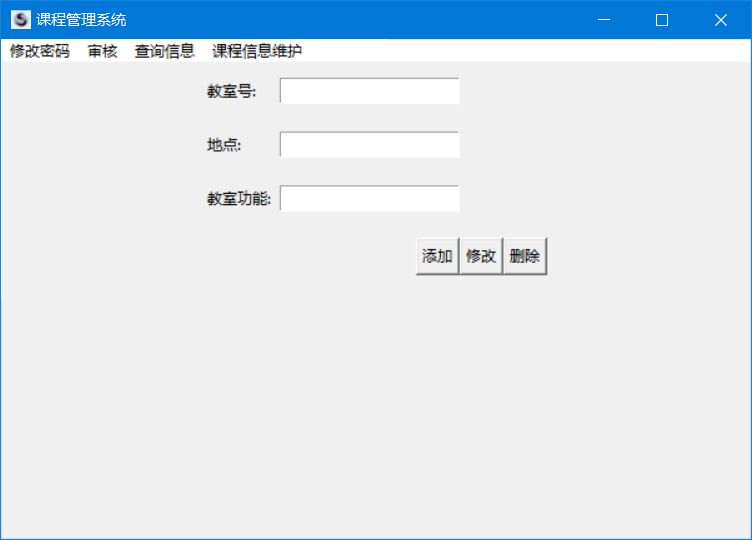 课程管理系统
修改密码 审核 查询信息 课程信息维护
教室号:
地点:
教室功能:
添加 修改 删除